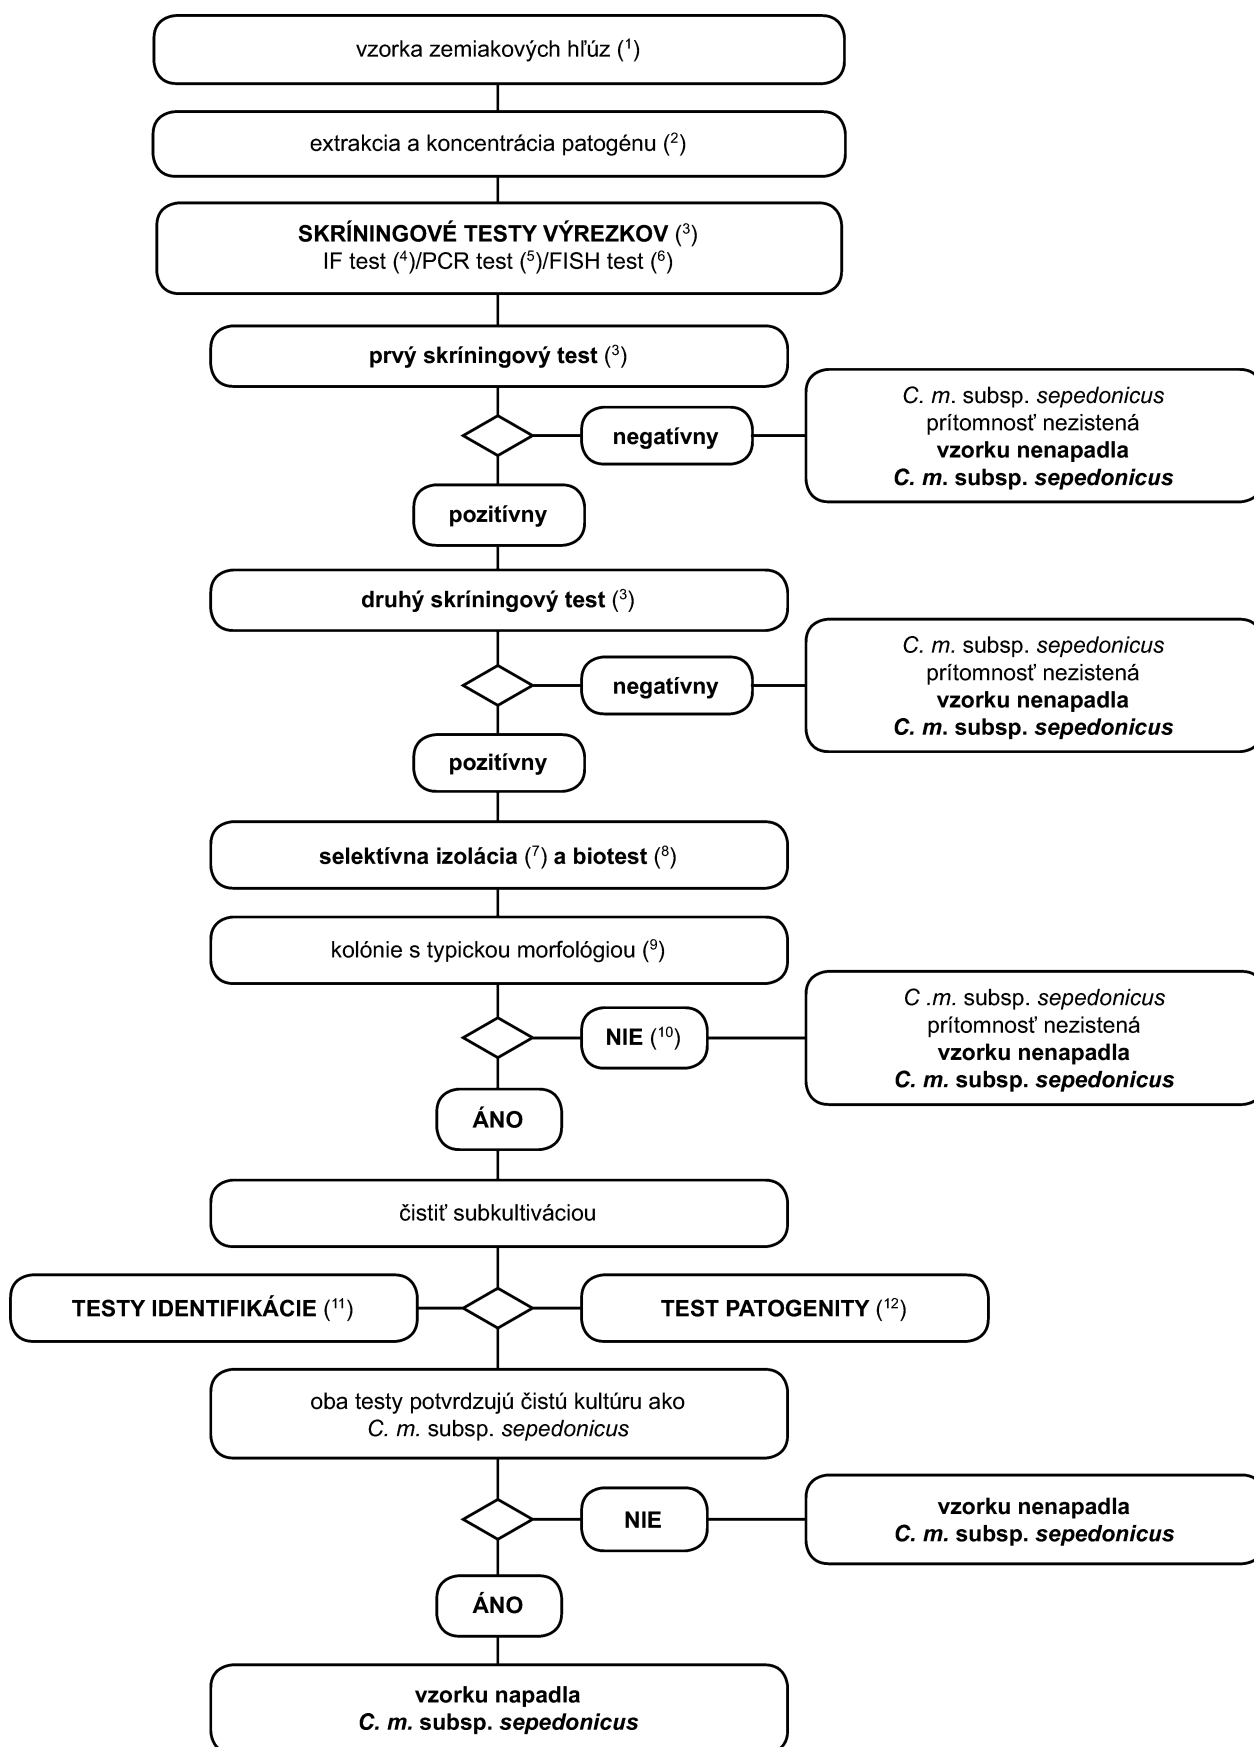 vzorka zemiakových hľúz (¹)
extrakcia a koncentrácia patogénu (²)
SKRÍNINGOVÉ TESTY VÝREZKOV (³)
IF test (⁴)/PCR test (⁵)/FISH test (⁶)
prvý skríningový test (³)
C. m. subsp. sepedonicus
prítomnosť nezistená
vzorku nenapadla
C. m. subsp. sepedonicus
negatívny
pozitívny
druhý skríningový test (³)
C. m. subsp. sepedonicus
prítomnosť nezistená
vzorku nenapadla
C. m. subsp. sepedonicus
negatívny
pozitívny
selektívna izolácia (⁷) a biotest (⁸)
kolónie s typickou morfológiou (⁹)
C .m. subsp. sepedonicus
prítomnosť nezistená
vzorku nenapadla
C. m. subsp. sepedonicus
NIE (¹⁰)
ÁNO
čistiť subkultiváciou
TESTY IDENTIFIKÁCIE (¹¹)
TEST PATOGENITY (¹²)
oba testy potvrdzujú čistú kultúru ako
C. m. subsp. sepedonicus
NIE
vzorku nenapadla
C. m. subsp. sepedonicus
ÁNO
vzorku napadla
C. m. subsp. sepedonicus